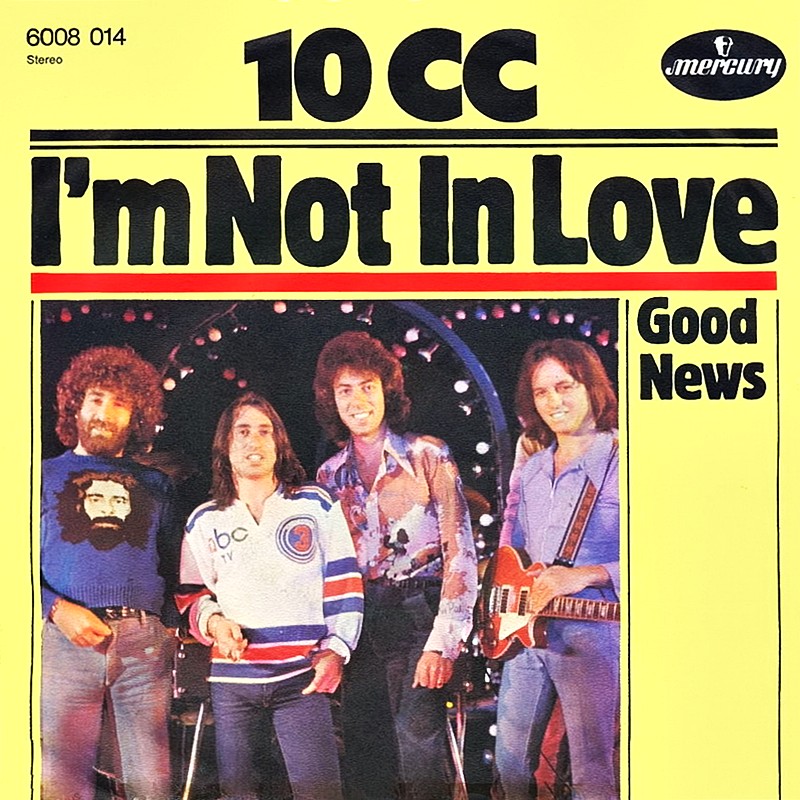 6008 014
Stereo
10 CC
mercury
I'm Not In Love
Good
News
abc
TV
3